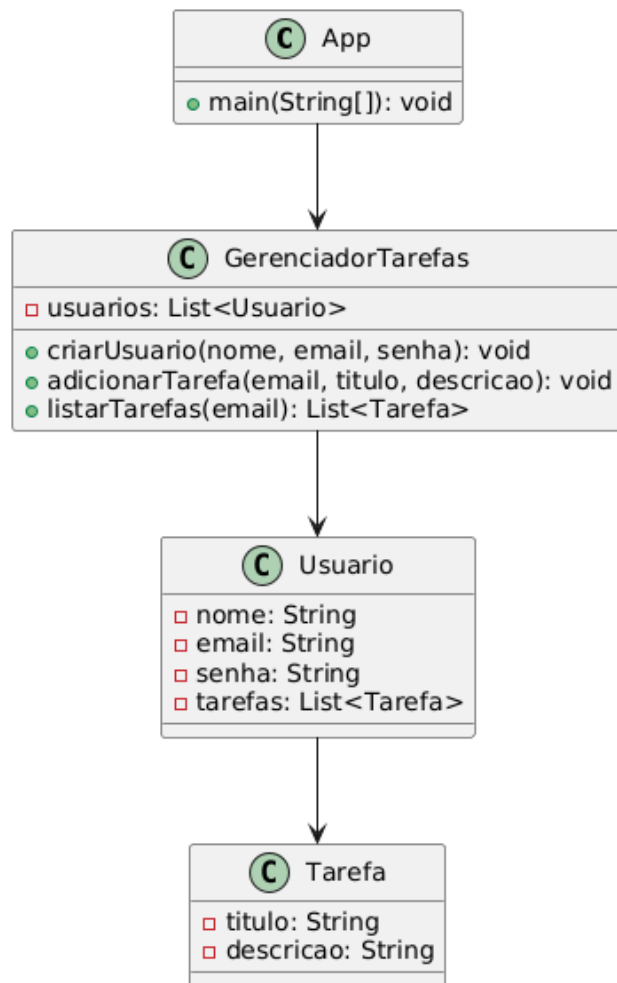 C App
main(String[]): void
C GerenciadorTarefas
usuarios: List<Usuario>
criarUsuario(nome, email, senha): void
adicionarTarefa(email, titulo, descricao): void
listarTarefas(email): List<Tarefa>
C Usuario
nome: String
email: String
senha: String
tarefas: List<Tarefa>
C Tarefa
titulo: String
descricao: String